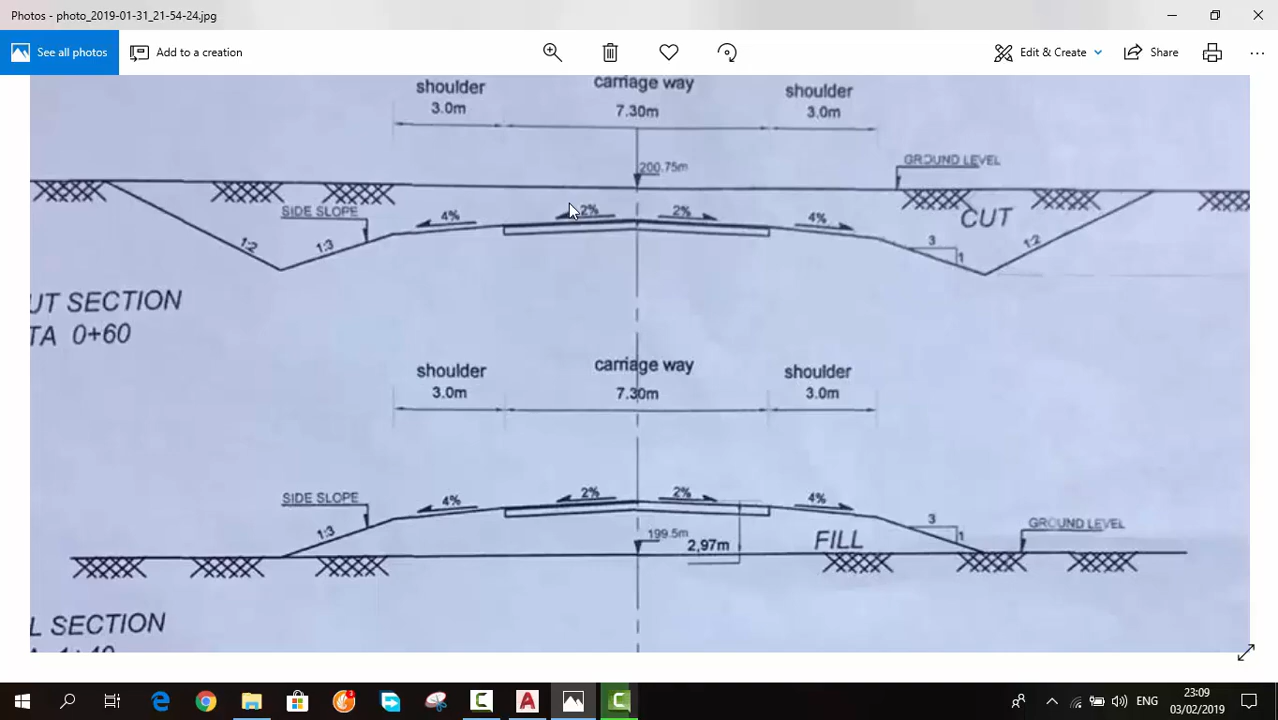 Photos - photo_2019-01-31_21-54-24.jpg
See all photos
Add to a creation
Edit & Create
Share
shoulder
carriage way
shoulder
3.0m
7.30m
3.0m
200.75m
GROUND LEVEL
SIDE SLOPE
4%
2%
2%
4%
CUT
1:2
1:3
3
1
1:2
UT SECTION
TA 0+60
shoulder
carriage way
shoulder
3.0m
7.30m
3.0m
SIDE SLOPE
4%
2%
2%
4%
1:3
199.5m
2,97m
FILL
3
1
GROUND LEVEL
L SECTION
ENG
23:09
03/02/2019